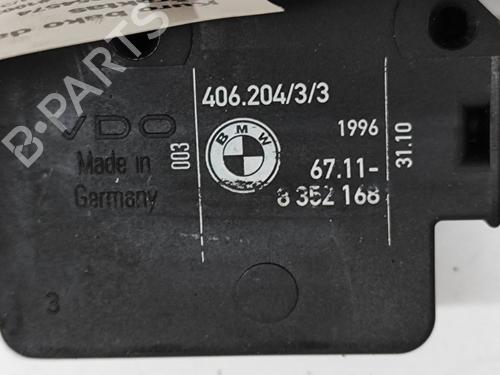 406.204/3/3
VDO
Made in
Germany
003
BMW
1996
67.11-
8 352 168
31.10
3